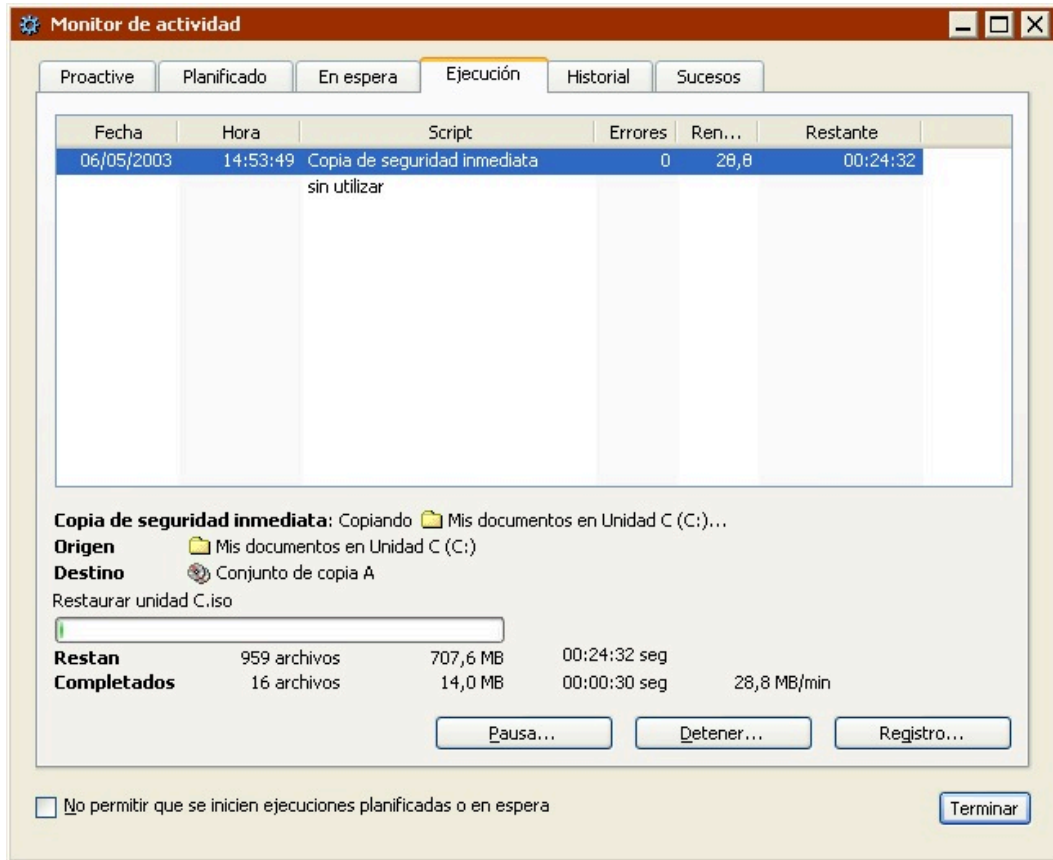 Monitor de actividad
Proactive Planificado En espera Ejecución Historial Sucesos
Fecha Hora Script Errores Ren... Restante
06/05/2003 14:53:49 Copia de seguridad inmediata 0 28,8 00:24:32
sin utilizar
Copia de seguridad inmediata: Copiando Mis documentos en Unidad C (C:)...
Origen Mis documentos en Unidad C (C:)
Destino Conjunto de copia A
Restaurar unidad C.iso
Restan 959 archivos 707,6 MB 00:24:32 seg
Completados 16 archivos 14,0 MB 00:00:30 seg 28,8 MB/min
Pausa... Detener... Registro...
No permitir que se inicien ejecuciones planificadas o en espera Terminar